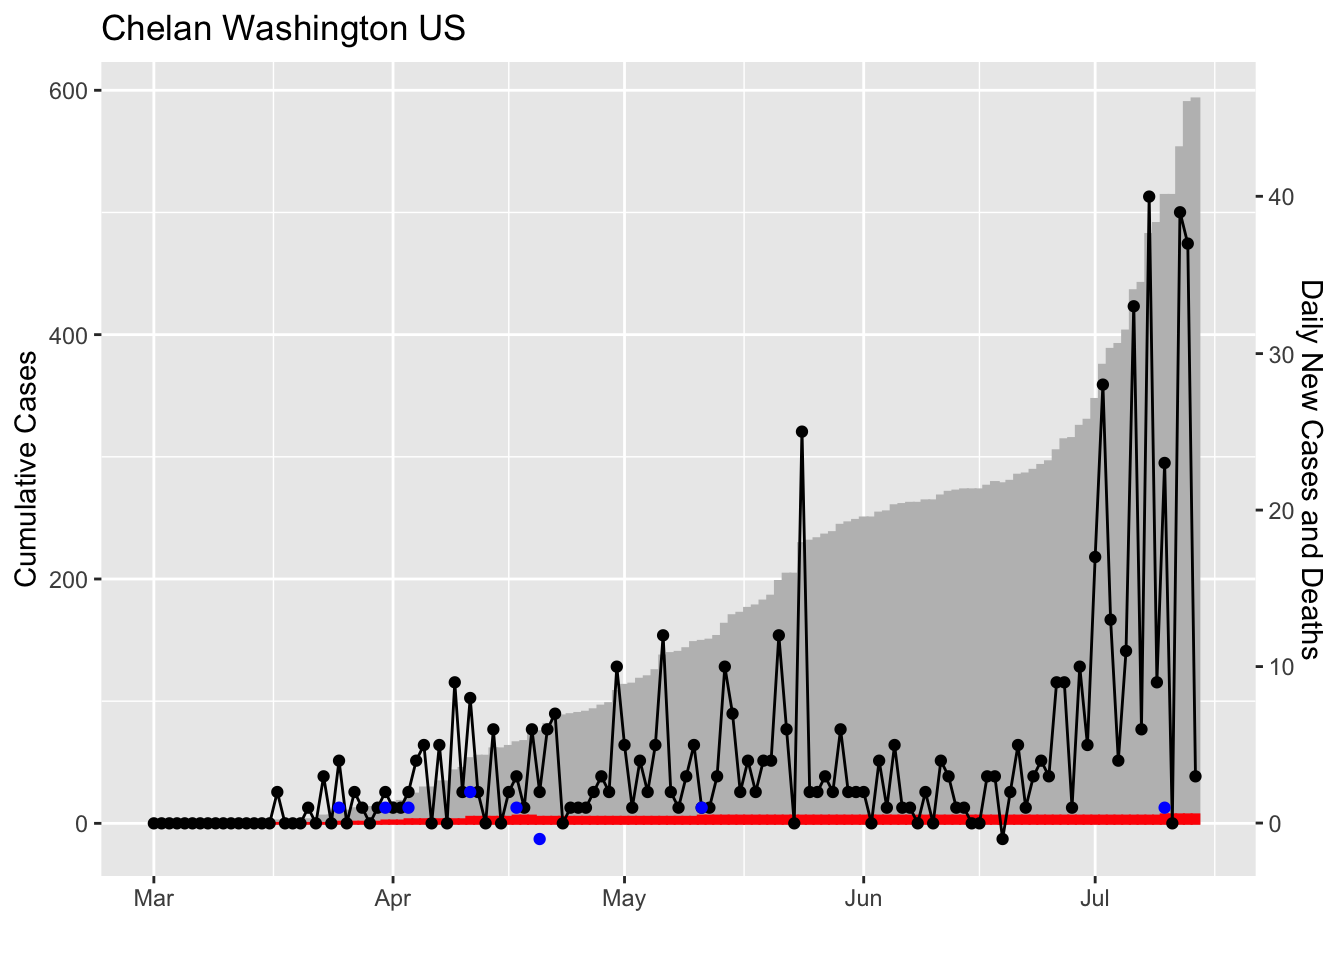 Chelan Washington US
600
400
200
0
Cumulative Cases
40
30
20
10
0
Daily New Cases and Deaths
Mar
Apr
May
Jun
Jul